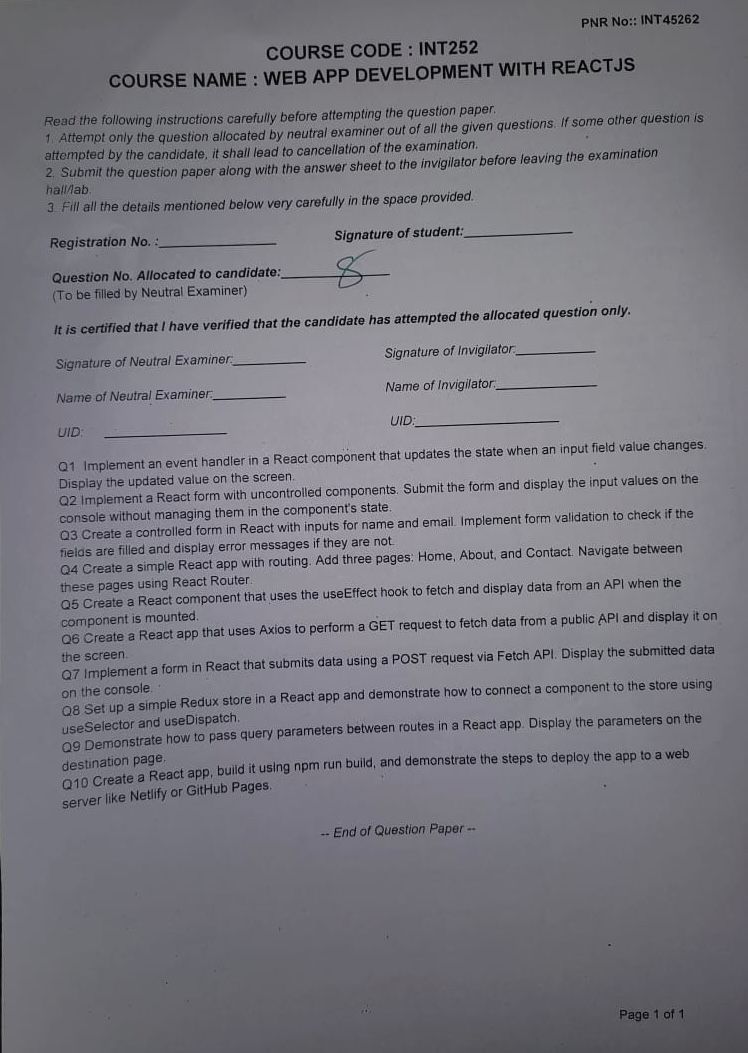 PNR No:: INT45262
COURSE CODE : INT252
COURSE NAME : WEB APP DEVELOPMENT WITH REACTJS
Read the following instructions carefully before attempting the question paper.
1. Attempt only the question allocated by neutral examiner out of all the given questions. If some other question is
attempted by the candidate, it shall lead to cancellation of the examination.
2. Submit the question paper along with the answer sheet to the invigilator before leaving the examination
hall/lab.
3. Fill all the details mentioned below very carefully in the space provided.
Registration No. :
Signature of student:
Question No. Allocated to candidate: 8
(To be filled by Neutral Examiner)
It is certified that I have verified that the candidate has attempted the allocated question only.
Signature of Neutral Examiner:
Signature of Invigilator:
Name of Neutral Examiner:
Name of Invigilator:
UID:
UID:
Q1 Implement an event handler in a React component that updates the state when an input field value changes.
Display the updated value on the screen.
Q2 Implement a React form with uncontrolled components. Submit the form and display the input values on the
console without managing them in the component's state.
Q3 Create a controlled form in React with inputs for name and email. Implement form validation to check if the
fields are filled and display error messages if they are not.
Q4 Create a simple React app with routing. Add three pages: Home, About, and Contact. Navigate between
these pages using React Router.
Q5 Create a React component that uses the useEffect hook to fetch and display data from an API when the
component is mounted.
Q6 Create a React app that uses Axios to perform a GET request to fetch data from a public API and display it on
the screen.
Q7 Implement a form in React that submits data using a POST request via Fetch API. Display the submitted data
on the console.
Q8 Set up a simple Redux store in a React app and demonstrate how to connect a component to the store using
useSelector and useDispatch.
Q9 Demonstrate how to pass query parameters between routes in a React app. Display the parameters on the
destination page.
Q10 Create a React app, build it using npm run build, and demonstrate the steps to deploy the app to a web
server like Netlify or GitHub Pages.
-- End of Question Paper --
Page 1 of 1